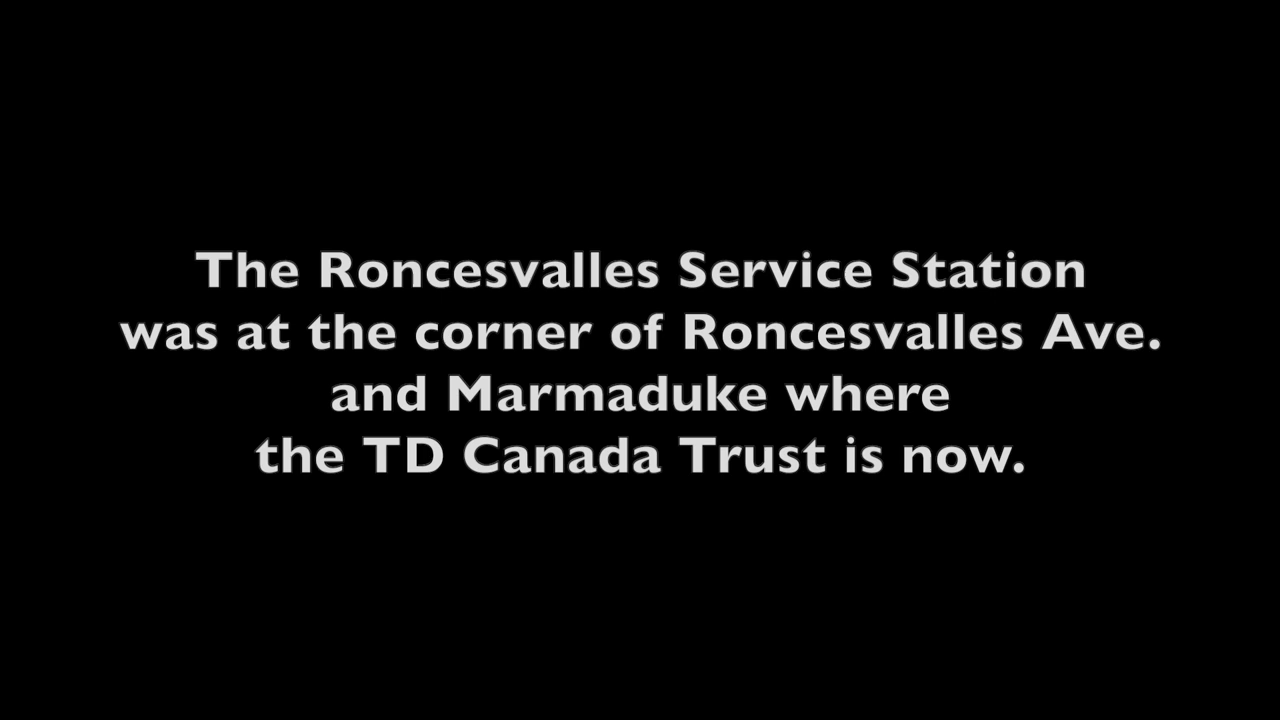 The Roncesvalles Service Station
was at the corner of Roncesvalles Ave.
and Marmaduke where
the TD Canada Trust is now.